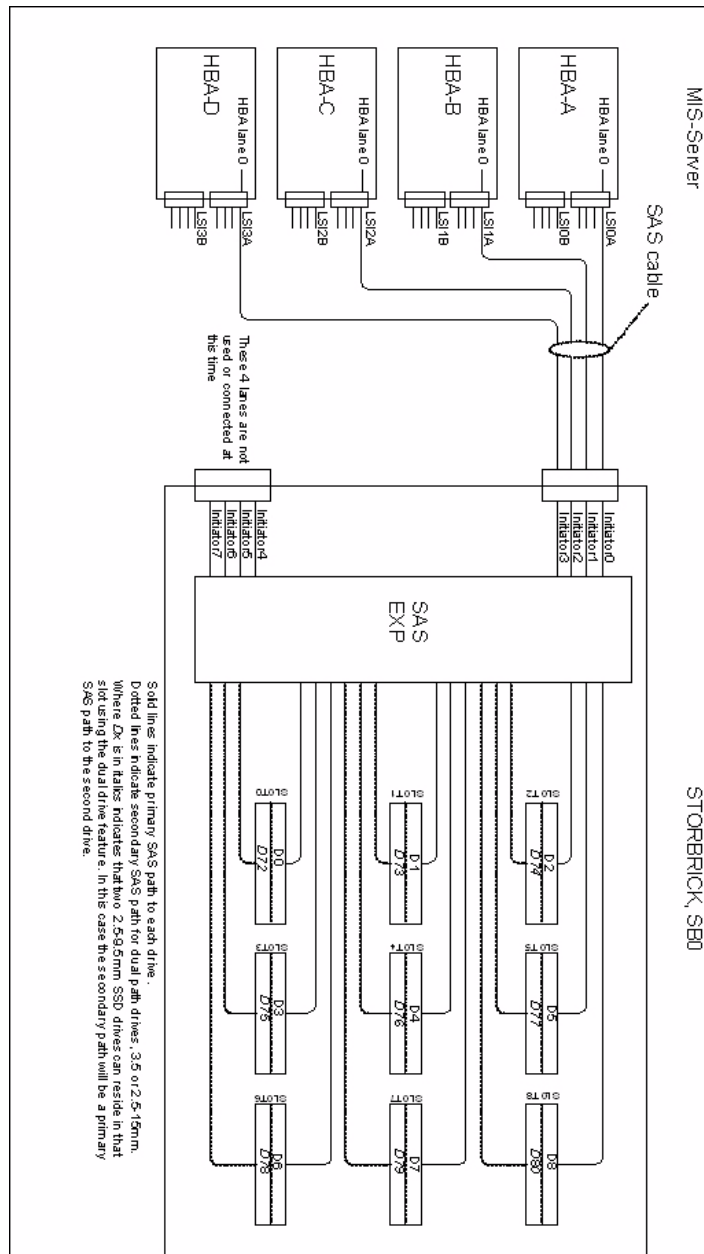 MIS-Server
STORBRICK, SB0
SAS cable
HBA-A
HBA lane 0
LSI0A
LSI0B
HBA-B
HBA lane 0
LSI1A
LSI1B
HBA-C
HBA lane 0
LSI2A
LSI2B
HBA-D
HBA lane 0
LSI3A
LSI3B
These 4 lanes are not
used or connected at
this time
Initiator0
Initiator1
Initiator2
Initiator3
Initiator4
Initiator5
Initiator6
Initiator7
SAS
EXP
SLOT2
D2
D74
SLOT5
D5
D77
SLOT8
D8
D80
SLOT1
D1
D73
SLOT4
D4
D76
SLOT7
D7
D79
SLOT0
D0
D72
SLOT3
D3
D75
SLOT6
D6
D78
Solid lines indicate primary SAS path to each drive.
Dotted lines indicate secondary SAS path for dual path drives, 3.5 or 2.5-15mm.
Where Dx is in italics indicates that two 2.5-9.5mm SSD drives can reside in that
slot using the dual drive feature. In this case the secondary path will be a primary
SAS path to the second drive.